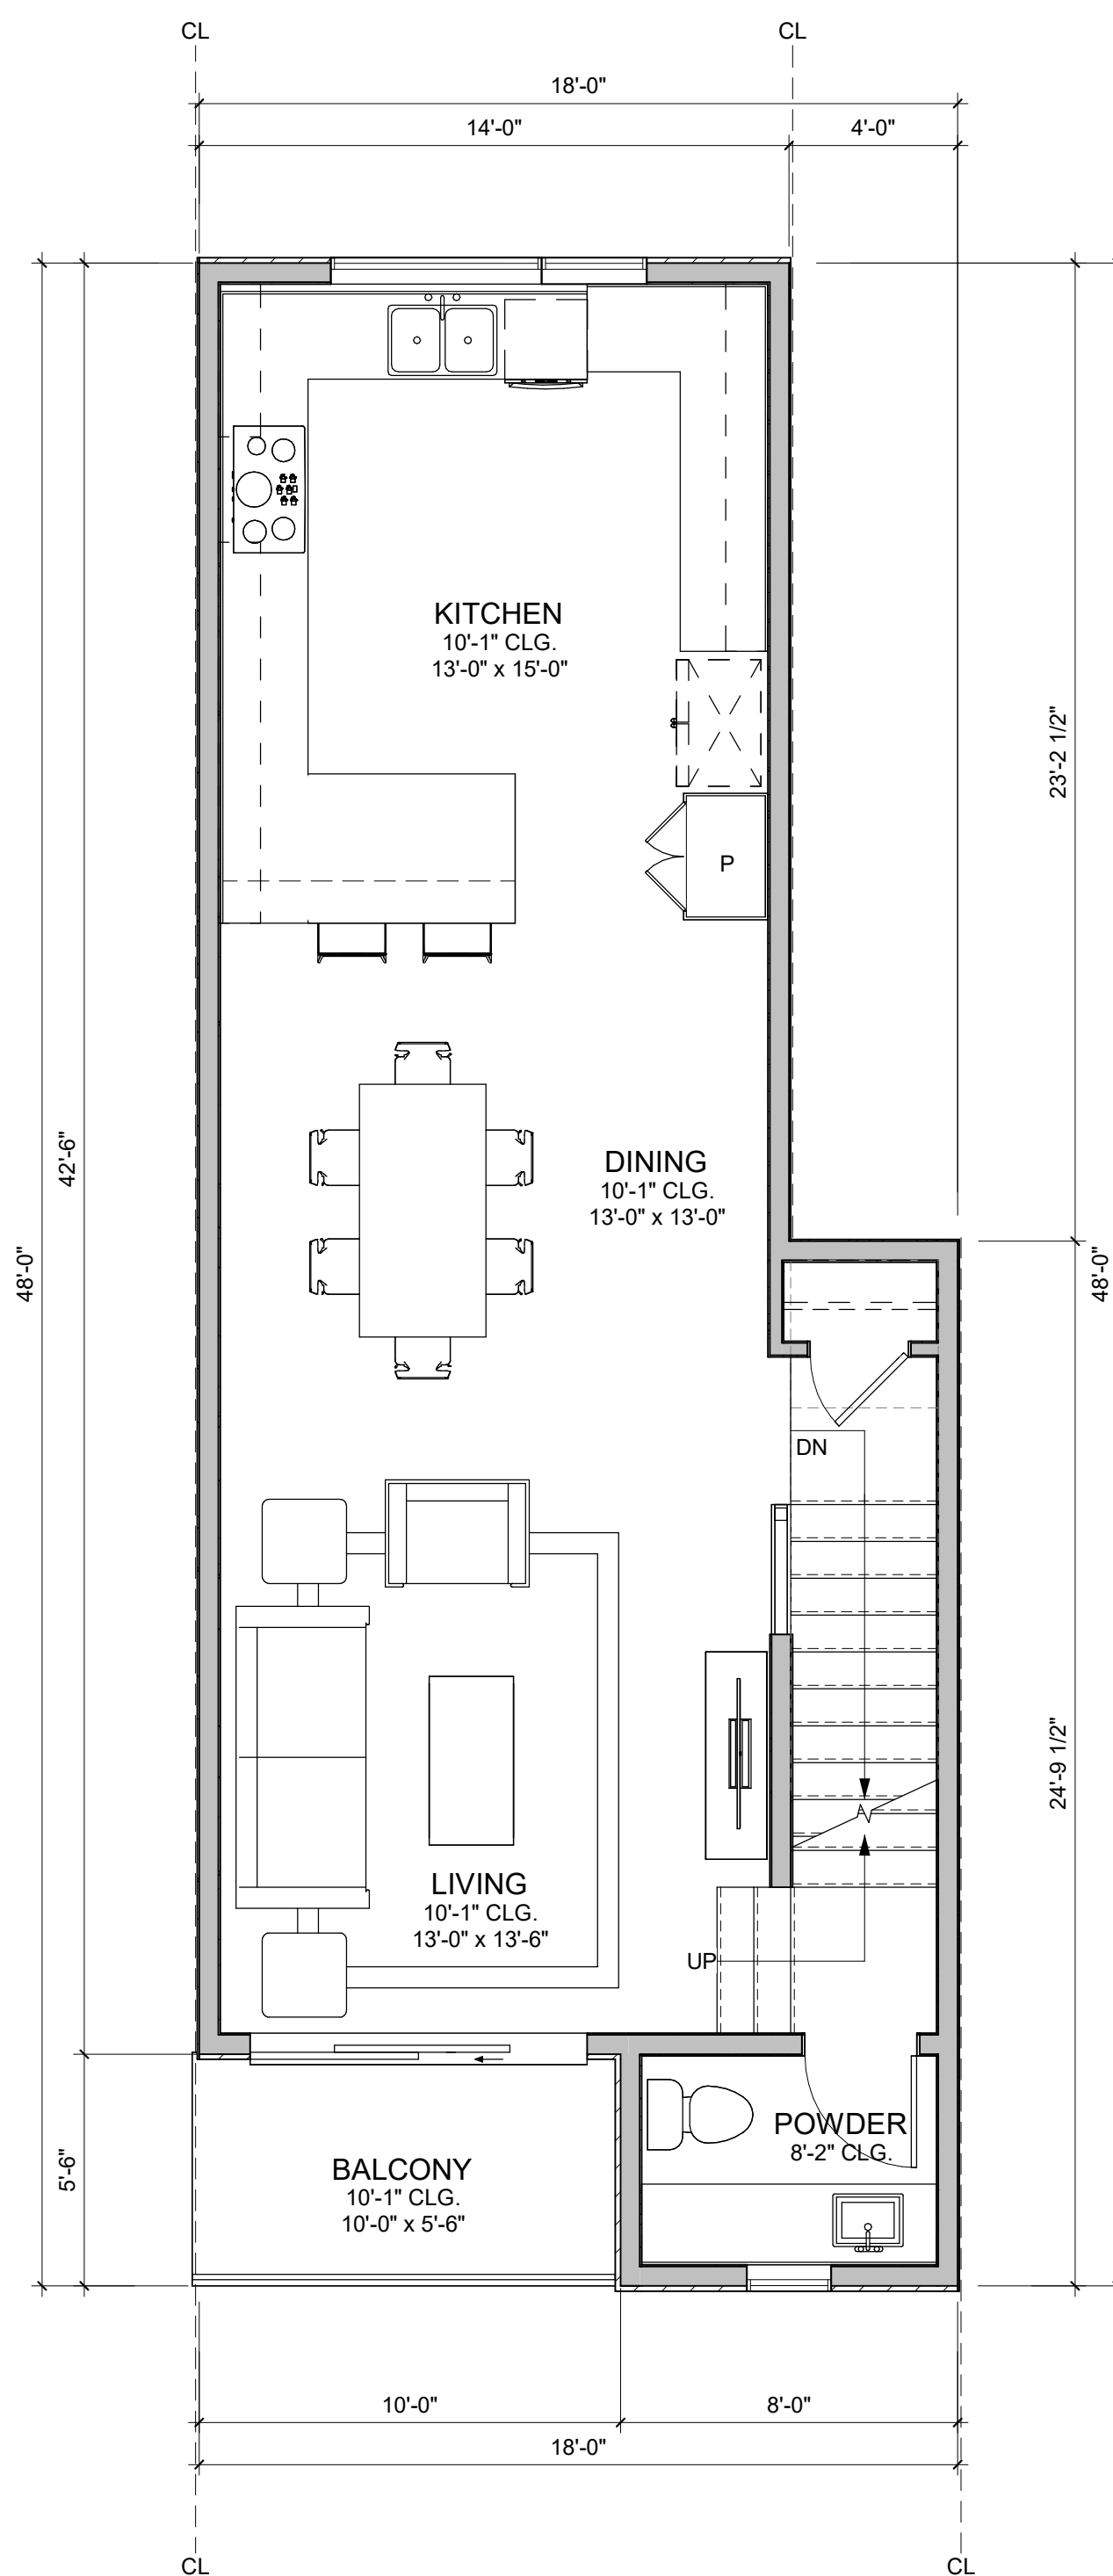 CL
CL
18'-0"
14'-0"
4'-0"
KITCHEN
10'-1" CLG.
13'-0" x 15'-0"
23'-2 1/2"
P
42'-6"
DINING
10'-1" CLG.
13'-0" x 13'-0"
48'-0"
48'-0"
DN
24'-9 1/2"
LIVING
10'-1" CLG.
13'-0" x 13'-6"
UP
POWDER
8'-2" CLG.
5'-6"
BALCONY
10'-1" CLG.
10'-0" x 5'-6"
10'-0"
8'-0"
18'-0"
CL
CL